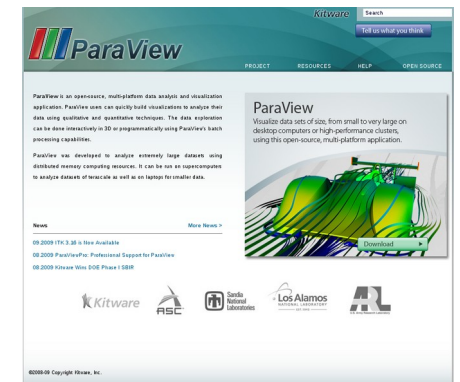 Kitware
Search
Tell us what you think
ParaView
PROJECT RESOURCES HELP OPEN SOURCE
ParaView is an open-source, multi-platform data analysis and visualization
application. ParaView users can quickly build visualizations to analyze their
data using qualitative and quantitative techniques. The data exploration
can be done interactively in 3D or programmatically using ParaView's batch
processing capabilities.
ParaView was developed to analyze extremely large datasets using
distributed memory computing resources. It can be run on supercomputers
to analyze datasets of terascale as well as on laptops for smaller data.
ParaView
Visualize data sets of size, from small to very large on
desktop computers or high-performance clusters,
using this open-source, multi-platform application.
Download
News More News >
09.2009 ITK 3.16 is Now Available
08.2009 ParaViewPro: Professional Support for ParaView
08.2009 Kitware Wins DOE Phase I SBIR
Kitware
ASC
Sandia
National
Laboratories
Los Alamos
NATIONAL LABORATORY
EST. 1943
ARL
U.S. Army Research Laboratory
©2008-09 Copyright Kitware, Inc.